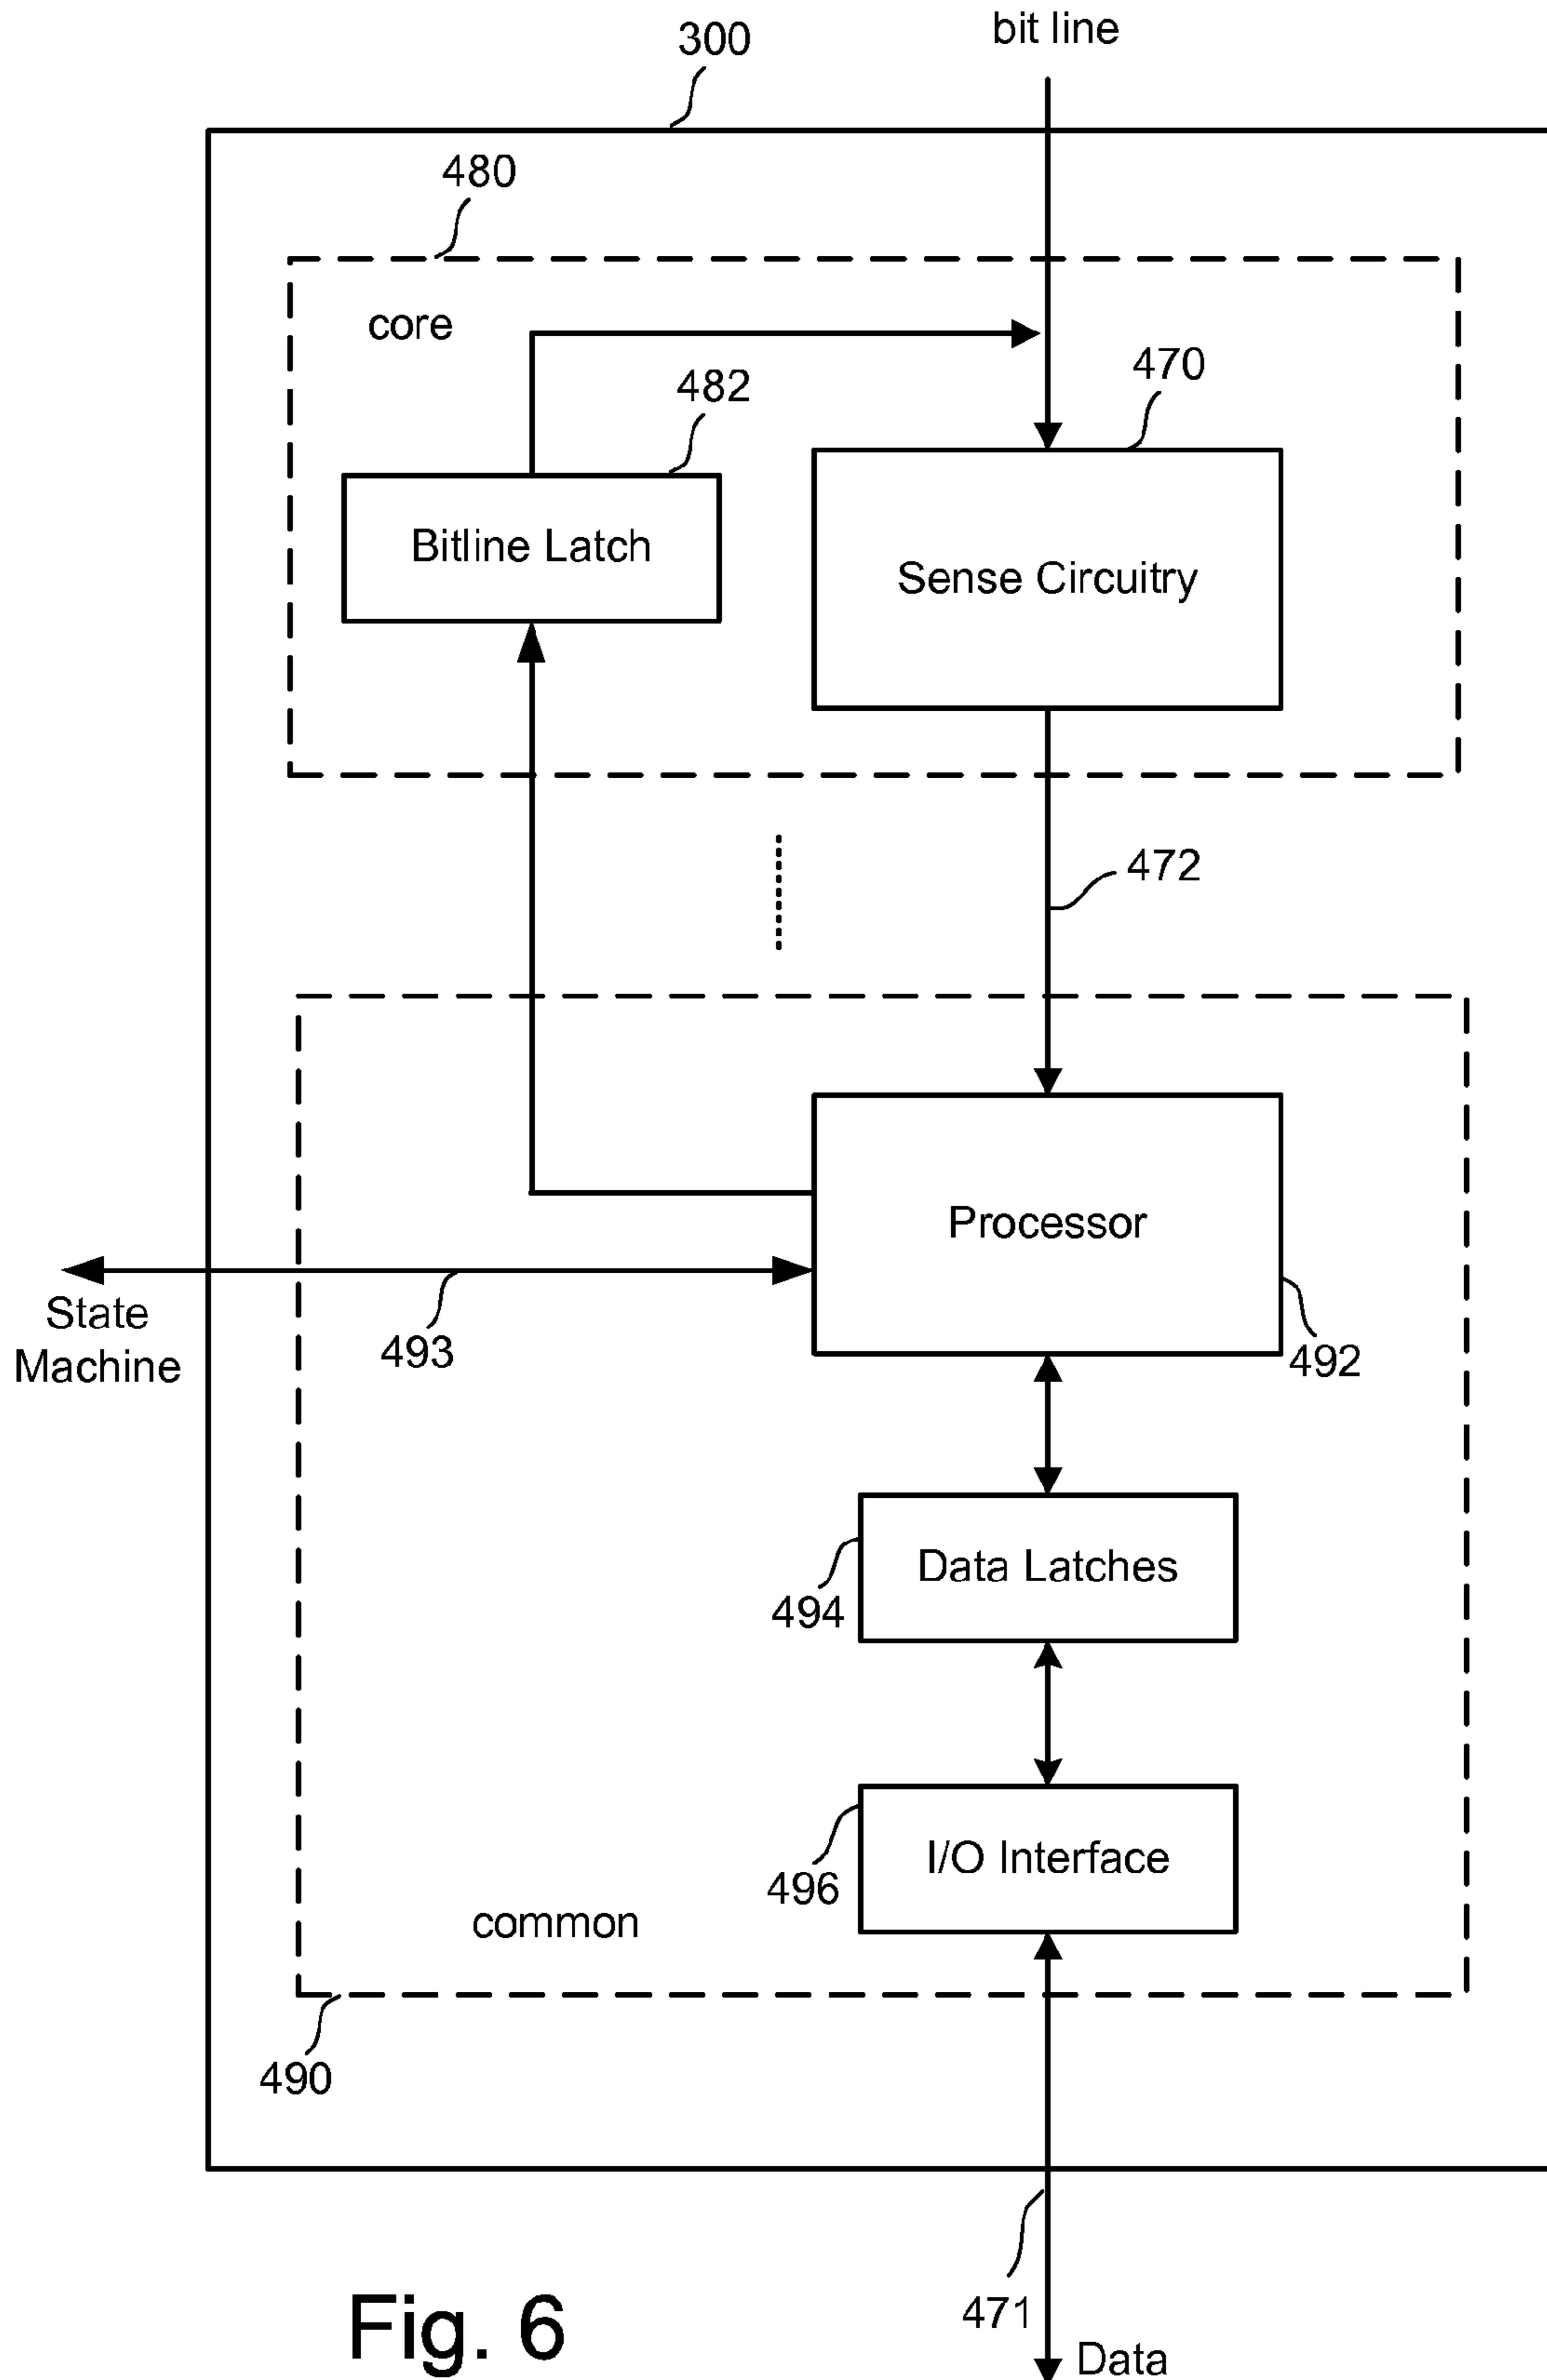 bit line
300
480
core
470
482
Bitline Latch
Sense Circuitry
472
Processor
State
Machine
493
492
Data Latches
494
I/O Interface
496
common
490
471
Fig. 6
Data